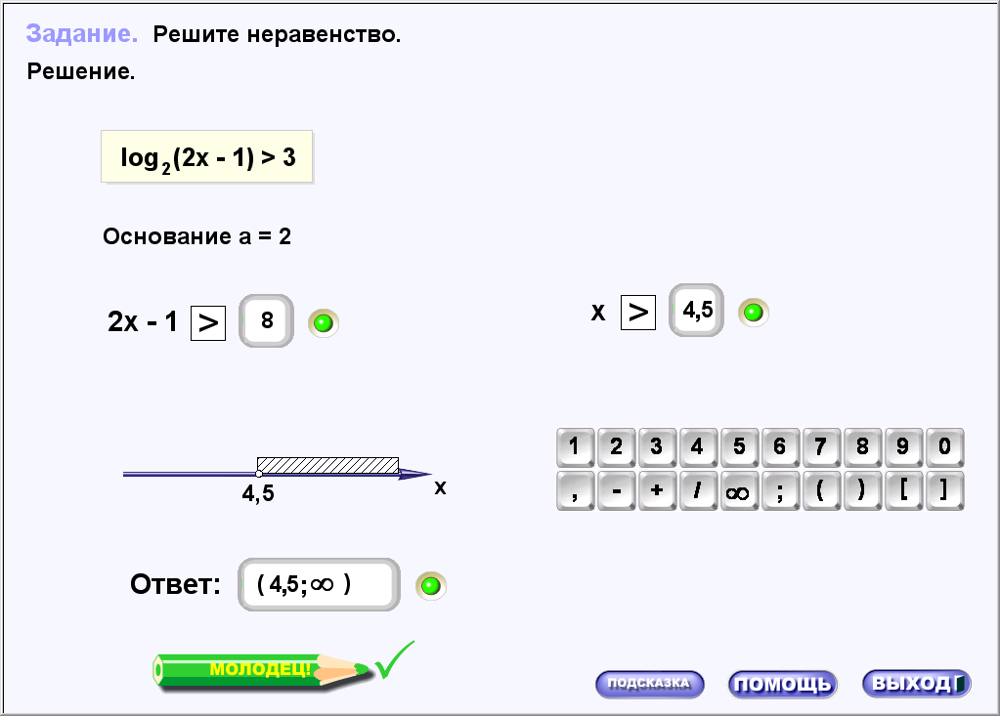 Задание. Решите неравенство.
Решение.
log₂(2x - 1) > 3
Основание a = 2
2x - 1 > 8
x > 4,5
4,5 x
1 2 3 4 5 6 7 8 9 0
, - + / ∞ ; ( ) [ ]
Ответ: ( 4,5;∞ )
МОЛОДЕЦ!
ПОДСКАЗКА ПОМОЩЬ ВЫХОД